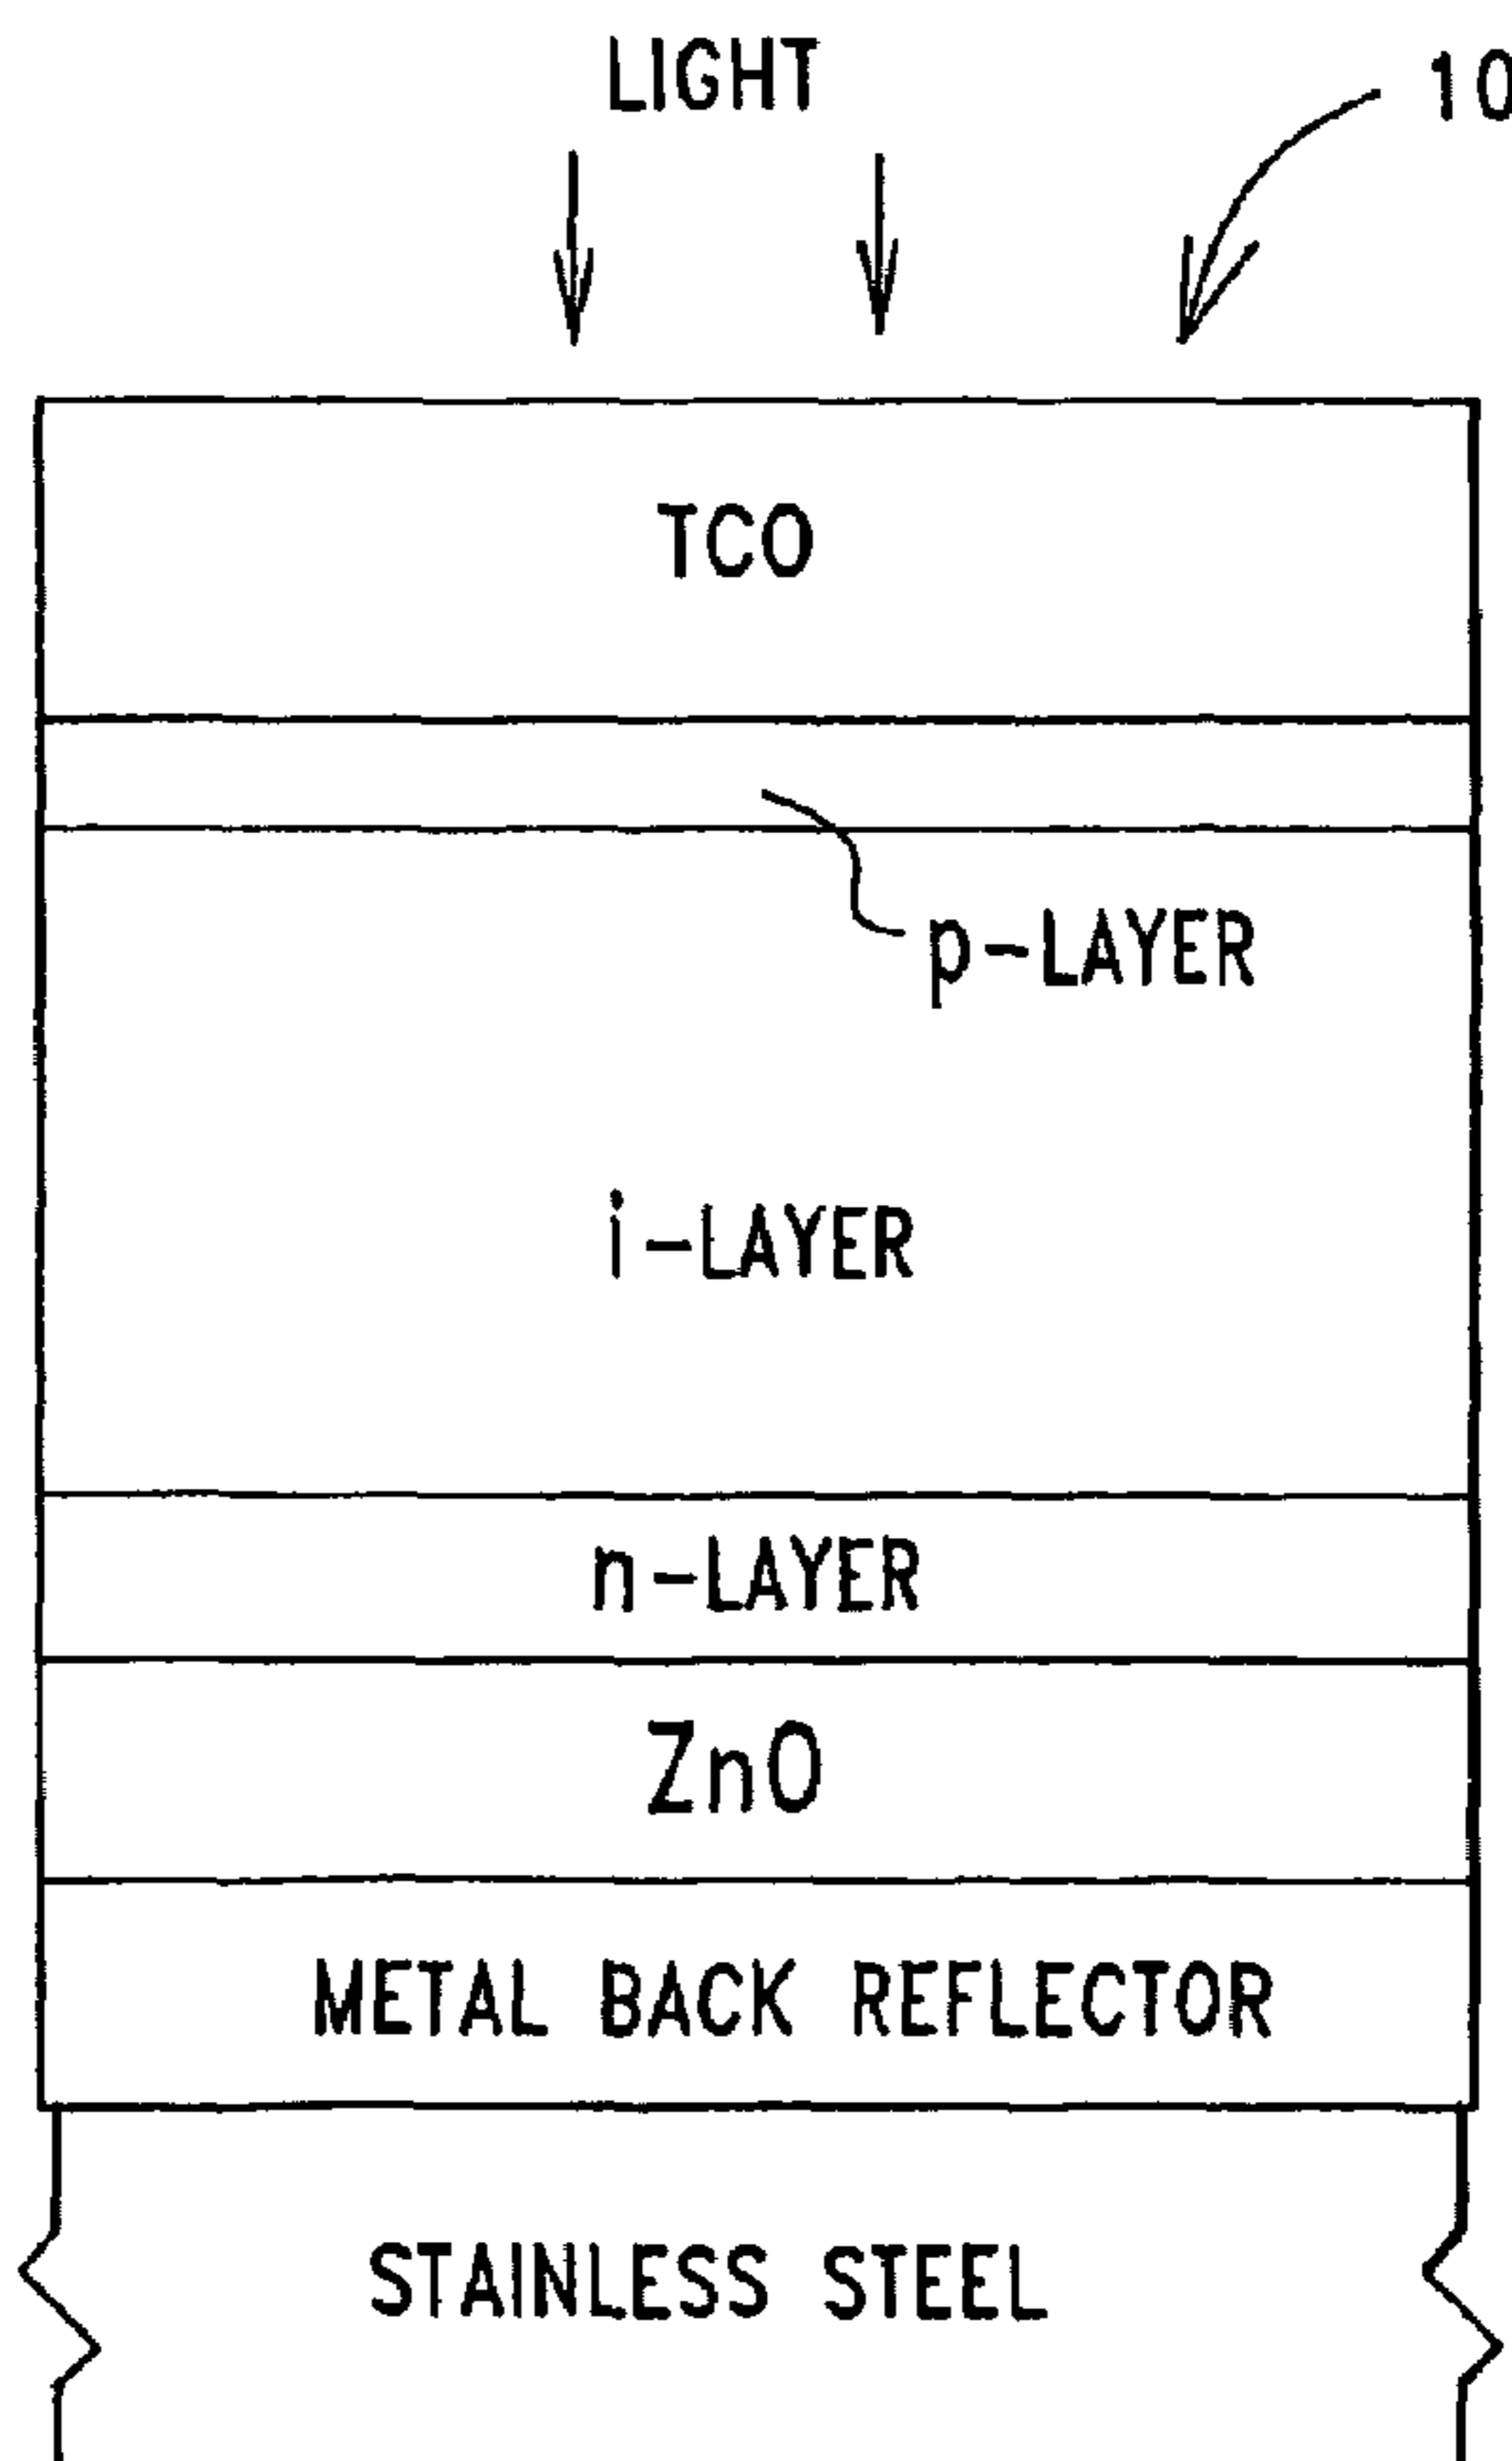 LIGHT
10
TCO
p-LAYER
i-LAYER
n-LAYER
ZnO
METAL BACK REFLECTOR
STAINLESS STEEL